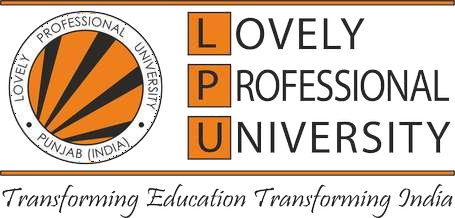 LOVELY PROFESSIONAL UNIVERSITY
• PUNJAB (INDIA) •
LOVELY
PROFESSIONAL
UNIVERSITY
Transforming Education Transforming India